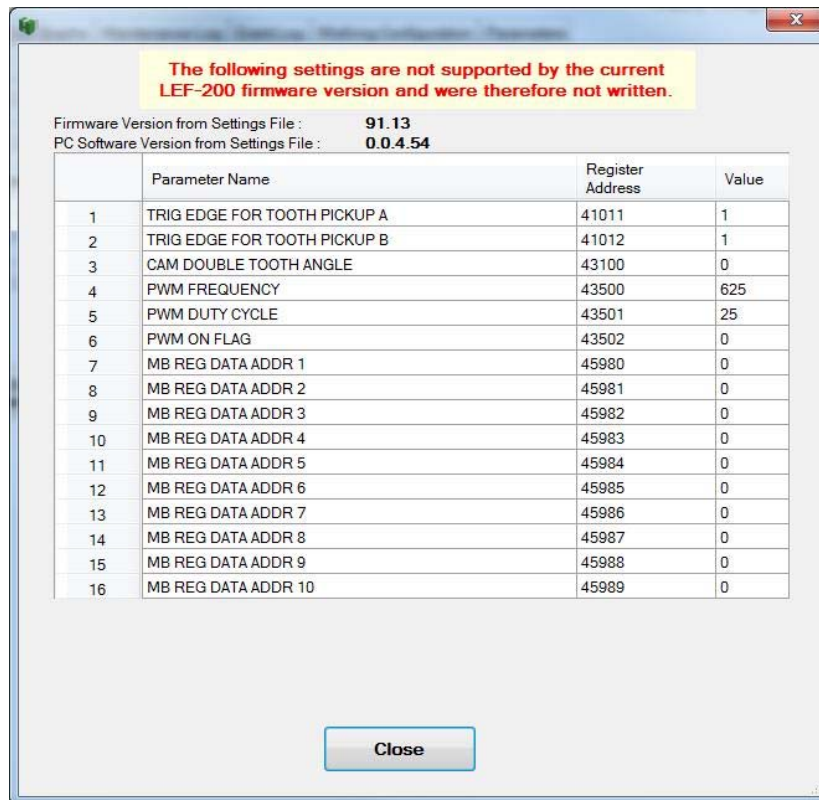 The following settings are not supported by the current
LEF-200 firmware version and were therefore not written.
Firmware Version from Settings File : 91.13
PC Software Version from Settings File : 0.0.4.54
Parameter Name Register Address Value
1 TRIG EDGE FOR TOOTH PICKUP A 41011 1
2 TRIG EDGE FOR TOOTH PICKUP B 41012 1
3 CAM DOUBLE TOOTH ANGLE 43100 0
4 PWM FREQUENCY 43500 625
5 PWM DUTY CYCLE 43501 25
6 PWM ON FLAG 43502 0
7 MB REG DATA ADDR 1 45980 0
8 MB REG DATA ADDR 2 45981 0
9 MB REG DATA ADDR 3 45982 0
10 MB REG DATA ADDR 4 45983 0
11 MB REG DATA ADDR 5 45984 0
12 MB REG DATA ADDR 6 45985 0
13 MB REG DATA ADDR 7 45986 0
14 MB REG DATA ADDR 8 45987 0
15 MB REG DATA ADDR 9 45988 0
16 MB REG DATA ADDR 10 45989 0
Close